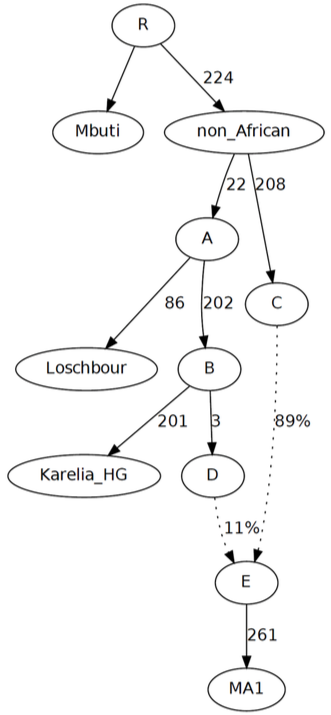 R
224
Mbuti
non_African
22
208
A
C
86
202
Loschbour
B
201
3
89%
Karelia_HG
D
11%
E
261
MA1